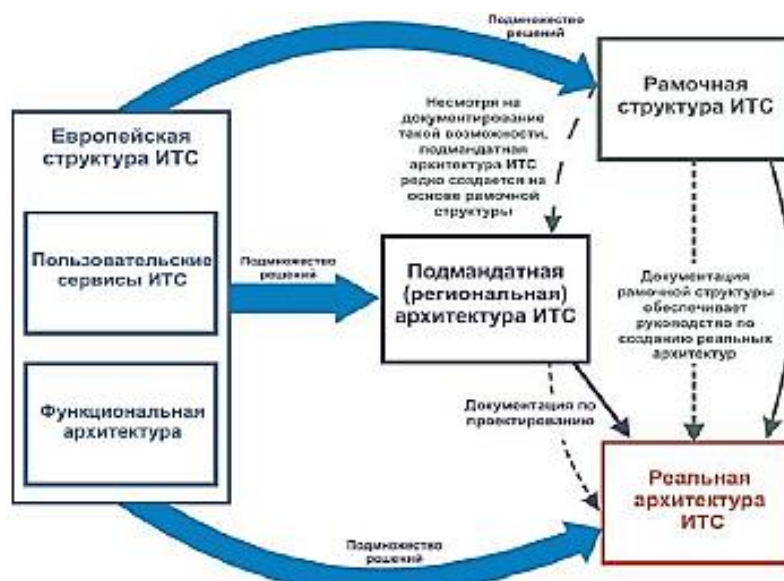 Подмножество
решений
Рамочная
структура ИТС
Европейская
структура ИТС
Несмотря на
документирование
такой возможности,
подмандатная
архитектура ИТС
редко создается на
основе рамочной
структуры
Пользовательские
сервисы ИТС
Подмножество
решений
Подмандатная
(региональная)
архитектура ИТС
Документация
рамочной структуры
обеспечивает
руководство по
созданию реальных
архитектур
Функциональная
архитектура
Документация по
проектированию
Реальная
архитектура
ИТС
Подмножество
решений